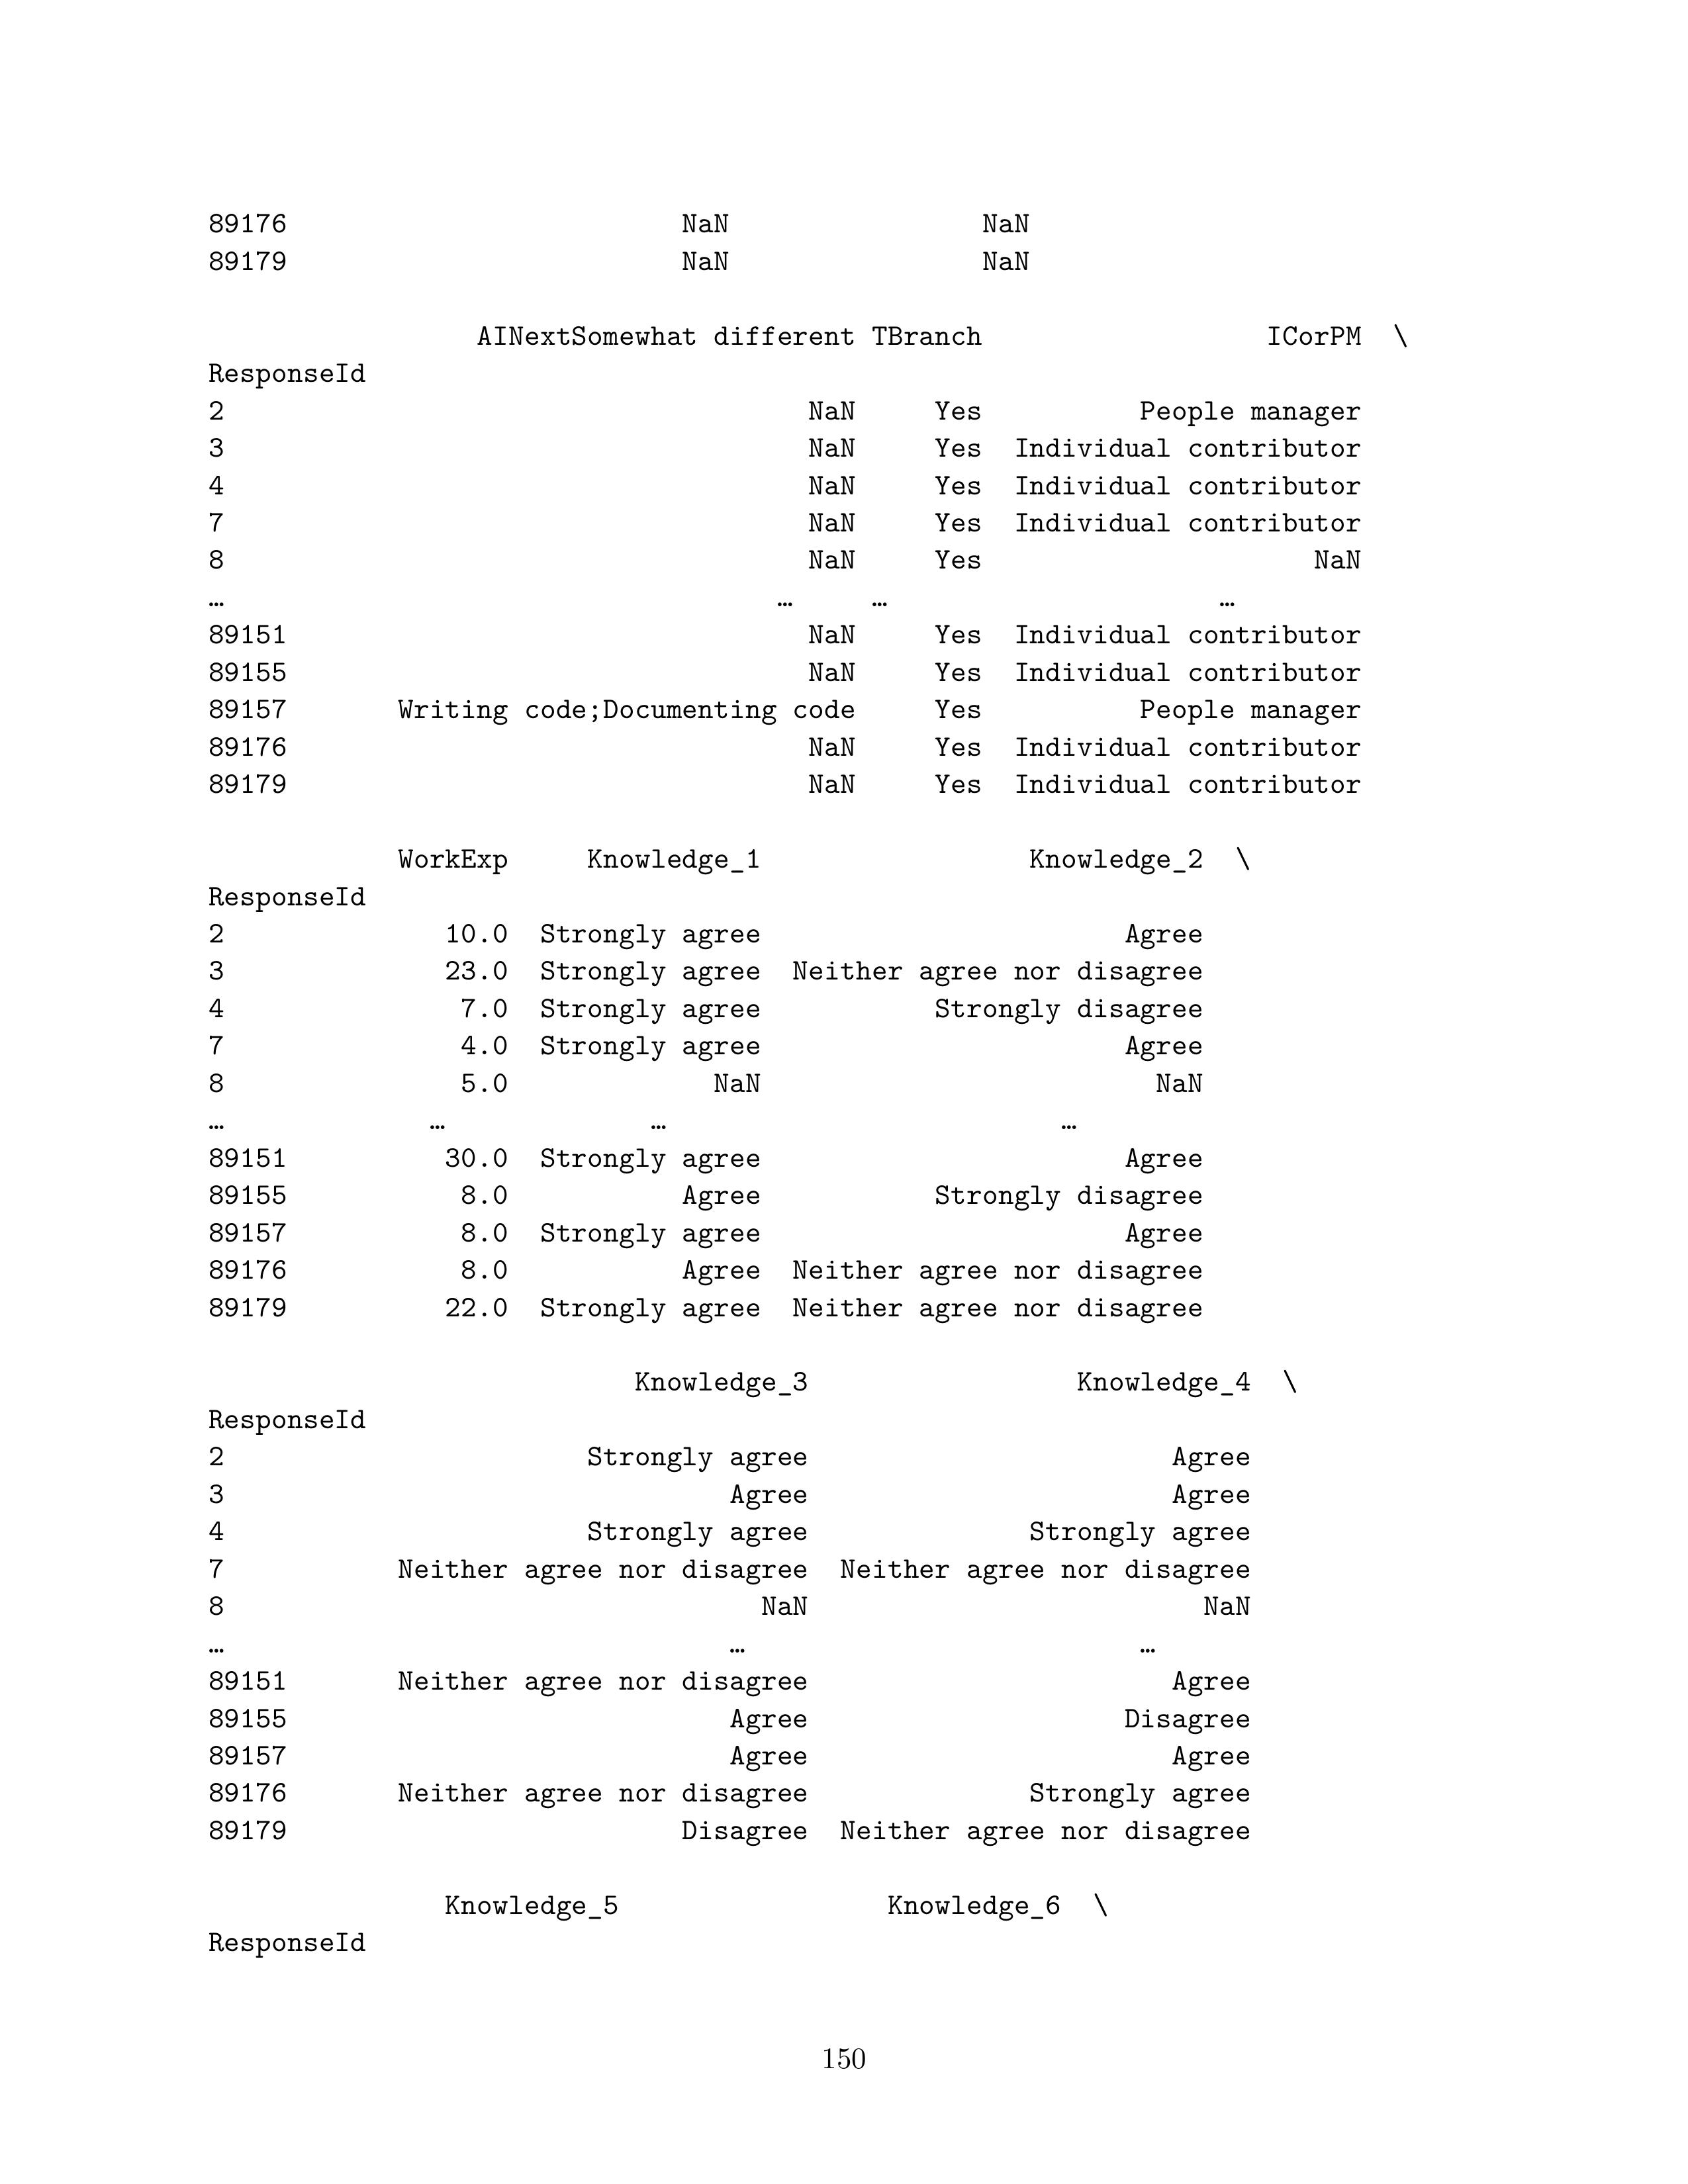 89176                         NaN                NaN
89179                         NaN                NaN
AINextSomewhat different TBranch                  ICorPM  \
ResponseId
2                                     NaN     Yes          People manager
3                                     NaN     Yes  Individual contributor
4                                     NaN     Yes  Individual contributor
7                                     NaN     Yes  Individual contributor
8                                     NaN     Yes                     NaN
…                                   …     …                     …
89151                                 NaN     Yes  Individual contributor
89155                                 NaN     Yes  Individual contributor
89157       Writing code;Documenting code     Yes          People manager
89176                                 NaN     Yes  Individual contributor
89179                                 NaN     Yes  Individual contributor
WorkExp     Knowledge_1                 Knowledge_2  \
ResponseId
2              10.0  Strongly agree                       Agree
3              23.0  Strongly agree  Neither agree nor disagree
4               7.0  Strongly agree           Strongly disagree
7               4.0  Strongly agree                       Agree
8               5.0             NaN                         NaN
…             …             …                         …
89151          30.0  Strongly agree                       Agree
89155           8.0           Agree           Strongly disagree
89157           8.0  Strongly agree                       Agree
89176           8.0           Agree  Neither agree nor disagree
89179          22.0  Strongly agree  Neither agree nor disagree
Knowledge_3                 Knowledge_4  \
ResponseId
2                       Strongly agree                       Agree
3                                Agree                       Agree
4                       Strongly agree              Strongly agree
7           Neither agree nor disagree  Neither agree nor disagree
8                                  NaN                         NaN
…                                …                         …
89151       Neither agree nor disagree                       Agree
89155                            Agree                    Disagree
89157                            Agree                       Agree
89176       Neither agree nor disagree              Strongly agree
89179                         Disagree  Neither agree nor disagree
Knowledge_5                 Knowledge_6  \
ResponseId
150